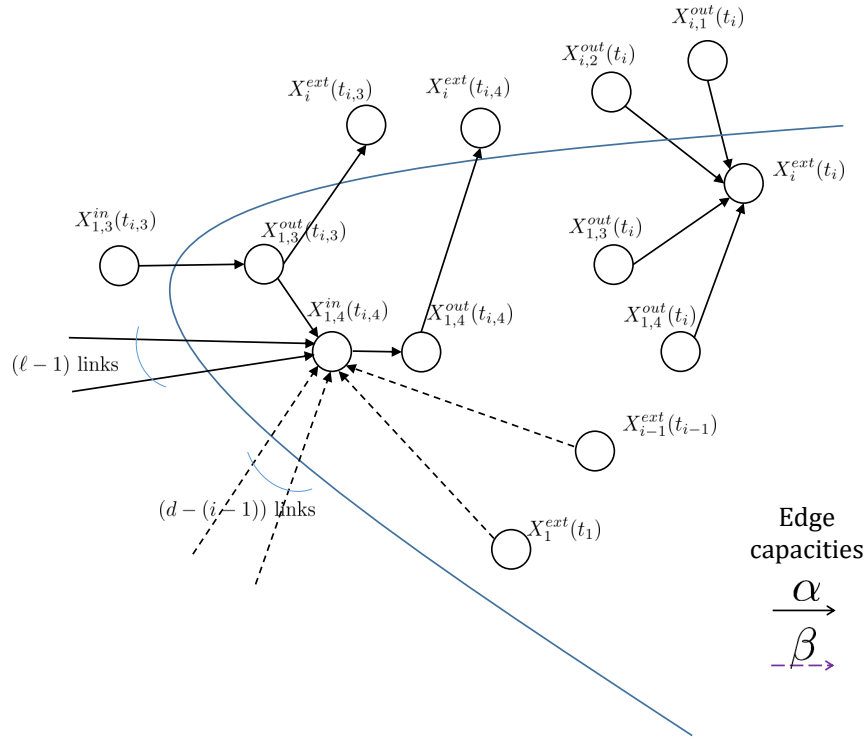 $X_{i,1}^{out}(t_i)$
$X_{i,2}^{out}(t_i)$
$X_i^{ext}(t_{i,3})$
$X_i^{ext}(t_{i,4})$
$X_i^{ext}(t_i)$
$X_{1,3}^{in}(t_{i,3})$
$X_{1,3}^{out}(t_{i,3})$
$X_{1,3}^{out}(t_i)$
$X_{1,4}^{in}(t_{i,4})$
$X_{1,4}^{out}(t_{i,4})$
$X_{1,4}^{out}(t_i)$
$(\ell - 1)$ links
$X_{i-1}^{ext}(t_{i-1})$
$(d - (i - 1))$ links
$X_1^{ext}(t_1)$
Edge
capacities
$\alpha$
$\beta$